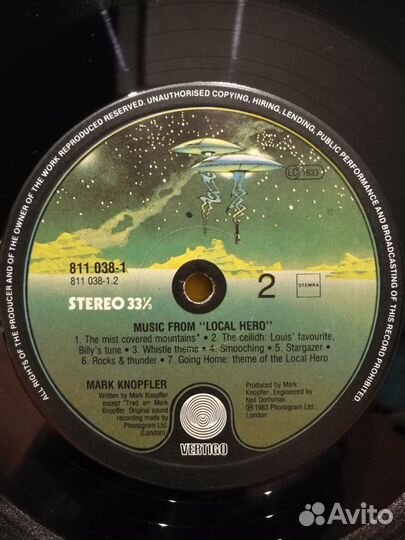 ALL RIGHTS OF THE PRODUCER AND OF THE OWNER OF THE WORK REPRODUCED RESERVED. UNAUTHORISED COPYING, HIRING, LENDING, PUBLIC PERFORMANCE AND BROADCASTING OF THIS RECORD PROHIBITED.
LC 1633
811 038-1
811 038-1.2
STEREO 33⅓
2
STEMRA
MUSIC FROM "LOCAL HERO"
1. The mist covered mountains* • 2. The ceilidh: Louis' favourite,
Billy's tune • 3. Whistle theme • 4. Smooching • 5. Stargazer •
6. Rocks & thunder • 7. Going Home: theme of the Local Hero
MARK KNOPFLER
Written by Mark Knopfler
except *Trad. arr. Mark
Knopfler. Original sound
recording made by
Phonogram Ltd.
(London)
Produced by Mark
Knopfler. Engineered by
Neil Dorfsman
℗ 1983 Phonogram Ltd.,
London
VERTIGO
Avito